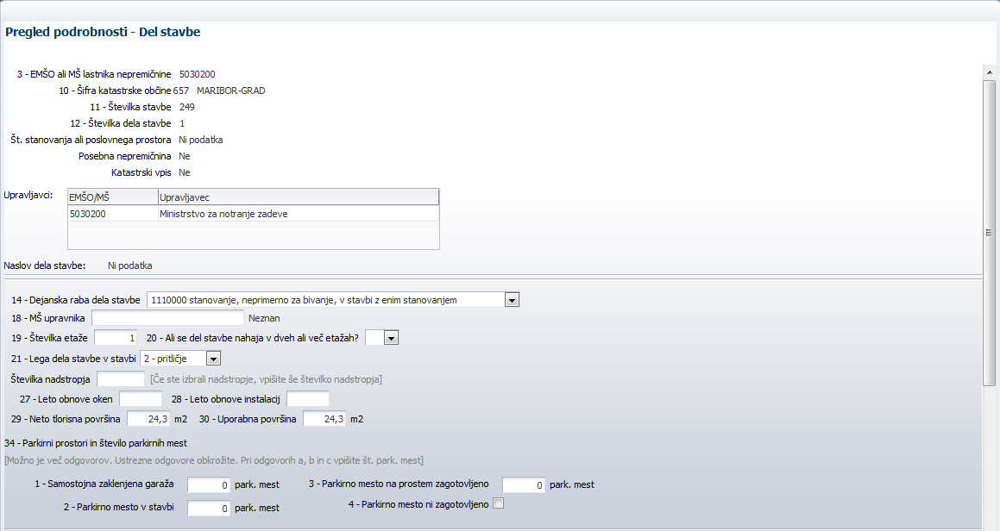 Pregled podrobnosti - Del stavbe
3 - EMŠO ali MŠ lastnika nepremičnine 5030200
10 - Šifra katastrske občine 657 MARIBOR-GRAD
11 - Številka stavbe 249
12 - Številka dela stavbe 1
Št. stanovanja ali poslovnega prostora Ni podatka
Posebna nepremičnina Ne
Katastrski vpis Ne
Upravljavci: EMŠO/MŠ Upravljavec
5030200 Ministrstvo za notranje zadeve
Naslov dela stavbe: Ni podatka
14 - Dejanska raba dela stavbe 1110000 stanovanje, neprimerno za bivanje, v stavbi z enim stanovanjem
18 - MŠ upravnika Neznan
19 - Številka etaže 1 20 - Ali se del stavbe nahaja v dveh ali več etažah?
21 - Lega dela stavbe v stavbi 2 - pritličje
Številka nadstropja [Če ste izbrali nadstropje, vpišite še številko nadstropja]
27 - Leto obnove oken 28 - Leto obnove instalacij
29 - Neto tlorisna površina 24,3 m2 30 - Uporabna površina 24,3 m2
34 - Parkirni prostori in število parkirnih mest
[Možno je več odgovorov. Ustrezne odgovore obkrožite. Pri odgovorih a, b in c vpišite št. park. mest]
1 - Samostojna zaklenjena garaža 0 park. mest 3 - Parkirno mesto na prostem zagotovljeno 0 park. mest
2 - Parkirno mesto v stavbi 0 park. mest 4 - Parkirno mesto ni zagotovljeno